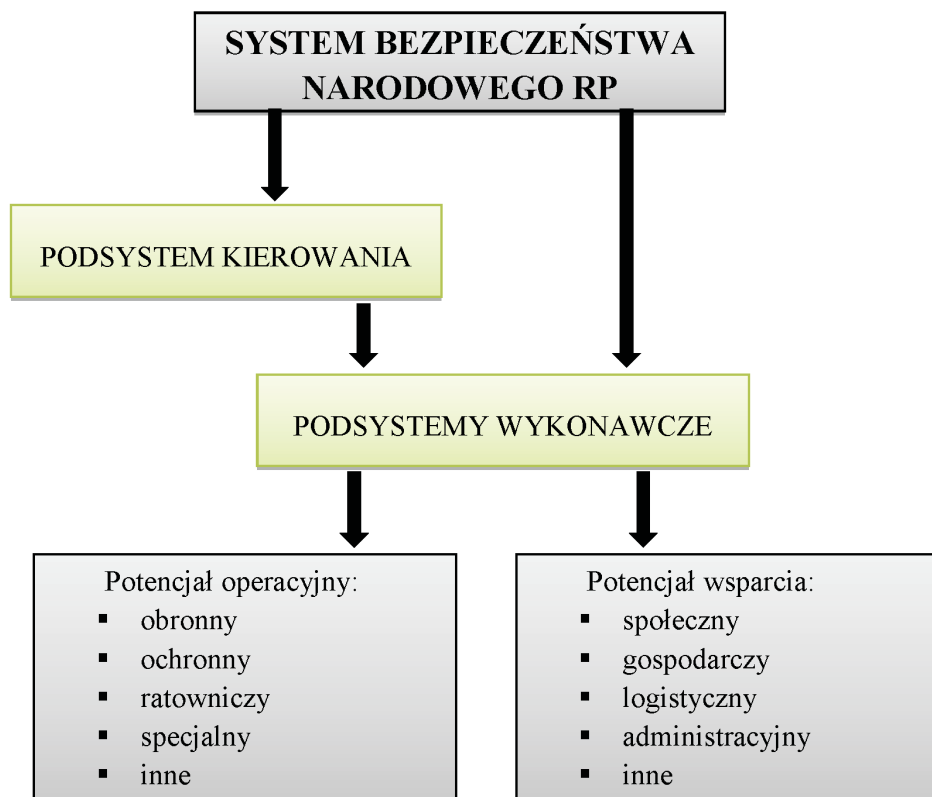 SYSTEM BEZPIECZEŃSTWA
NARODOWEGO RP
PODSYSTEM KIEROWANIA
PODSYSTEMY WYKONAWCZE
Potencjał operacyjny:
▪ obronny
▪ ochronny
▪ ratowniczy
▪ specjalny
▪ inne
Potencjał wsparcia:
▪ społeczny
▪ gospodarczy
▪ logistyczny
▪ administracyjny
▪ inne